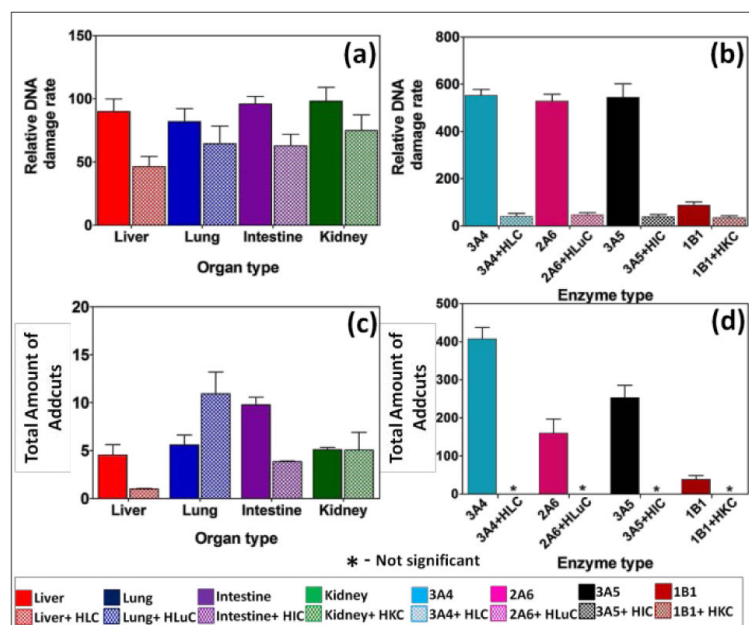 (a)
Relative DNA
damage rate
150
100
50
0
Liver Lung Intestine Kidney
Organ type
(b)
Relative DNA
damage rate
800
600
400
200
0
3A4 3A4+HLC 2A6 2A6+HLuC 3A5 3A5+HIC 1B1 1B1+HKC
Enzyme type
(c)
Total Amount of
Addcuts
20
15
10
5
0
Liver Lung Intestine Kidney
Organ type
(d)
Total Amount of
Addcuts
500
400
300
200
100
0
* * * *
3A4 3A4+HLC 2A6 2A6+HLuC 3A5 3A5+HIC 1B1 1B1+HKC
Enzyme type
* - Not significant
Liver Lung Intestine Kidney 3A4 2A6 3A5 1B1
Liver+ HLC Lung+ HLuC Intestine+ HIC Kidney+ HKC 3A4+ HLC 2A6+ HLuC 3A5+ HIC 1B1+ HKC